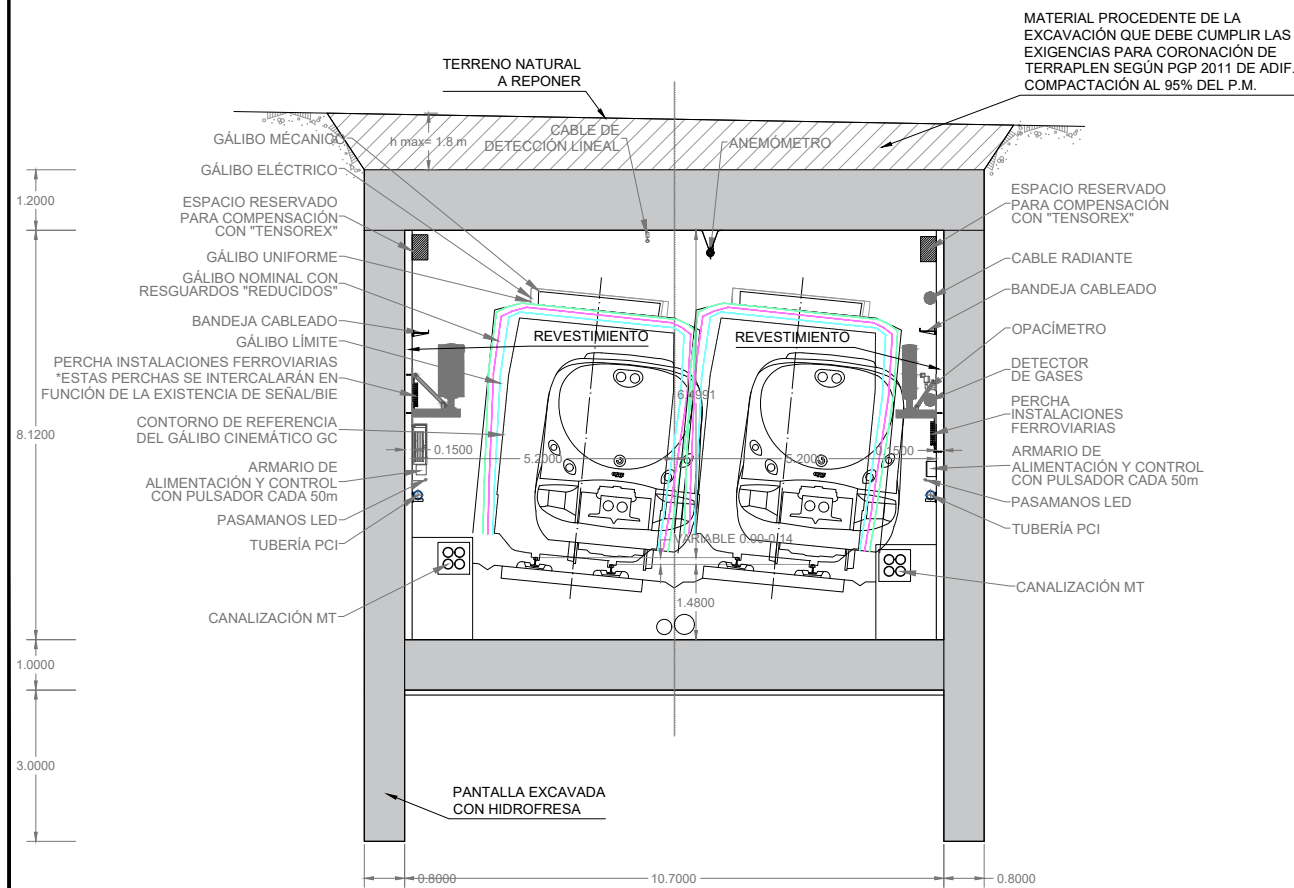 MATERIAL PROCEDENTE DE LA
EXCAVACIÓN QUE DEBE CUMPLIR LAS
EXIGENCIAS PARA CORONACIÓN DE
TERRAPLEN SEGÚN PGP 2011 DE ADIF.
COMPACTACIÓN AL 95% DEL P.M.
TERRENO NATURAL
A REPONER
h max= 1.8 m
CABLE DE
DETECCIÓN LÍNEAL
ANEMÓMETRO
GÁLIBO MÉCANICO
GÁLIBO ELÉCTRICO
ESPACIO RESERVADO
PARA COMPENSACIÓN
CON "TENSOREX"
GÁLIBO UNIFORME
GÁLIBO NOMINAL CON
RESGUARDOS "REDUCIDOS"
BANDEJA CABLEADO
GÁLIBO LÍMITE
PERCHA INSTALACIONES FERROVIARIAS
*ESTAS PERCHAS SE INTERCALARÁN EN
FUNCIÓN DE LA EXISTENCIA DE SEÑAL/BIE
CONTORNO DE REFERENCIA
DEL GÁLIBO CINEMÁTICO GC
ARMARIO DE
ALIMENTACIÓN Y CONTROL
CON PULSADOR CADA 50m
PASAMANOS LED
TUBERÍA PCI
CANALIZACIÓN MT
PANTALLA EXCAVADA
CON HIDROFRESA
REVESTIMIENTO
REVESTIMIENTO
6.4991
0.1500
5.2000
5.2000
0.1500
VARIABLE 0.00-0.14
1.4800
ESPACIO RESERVADO
PARA COMPENSACIÓN
CON "TENSOREX"
CABLE RADIANTE
BANDEJA CABLEADO
OPACÍMETRO
DETECTOR
DE GASES
PERCHA
INSTALACIONES
FERROVIARIAS
ARMARIO DE
ALIMENTACIÓN Y CONTROL
CON PULSADOR CADA 50m
PASAMANOS LED
TUBERÍA PCI
CANALIZACIÓN MT
1.2000
8.1200
1.0000
3.0000
0.8000
10.7000
0.8000